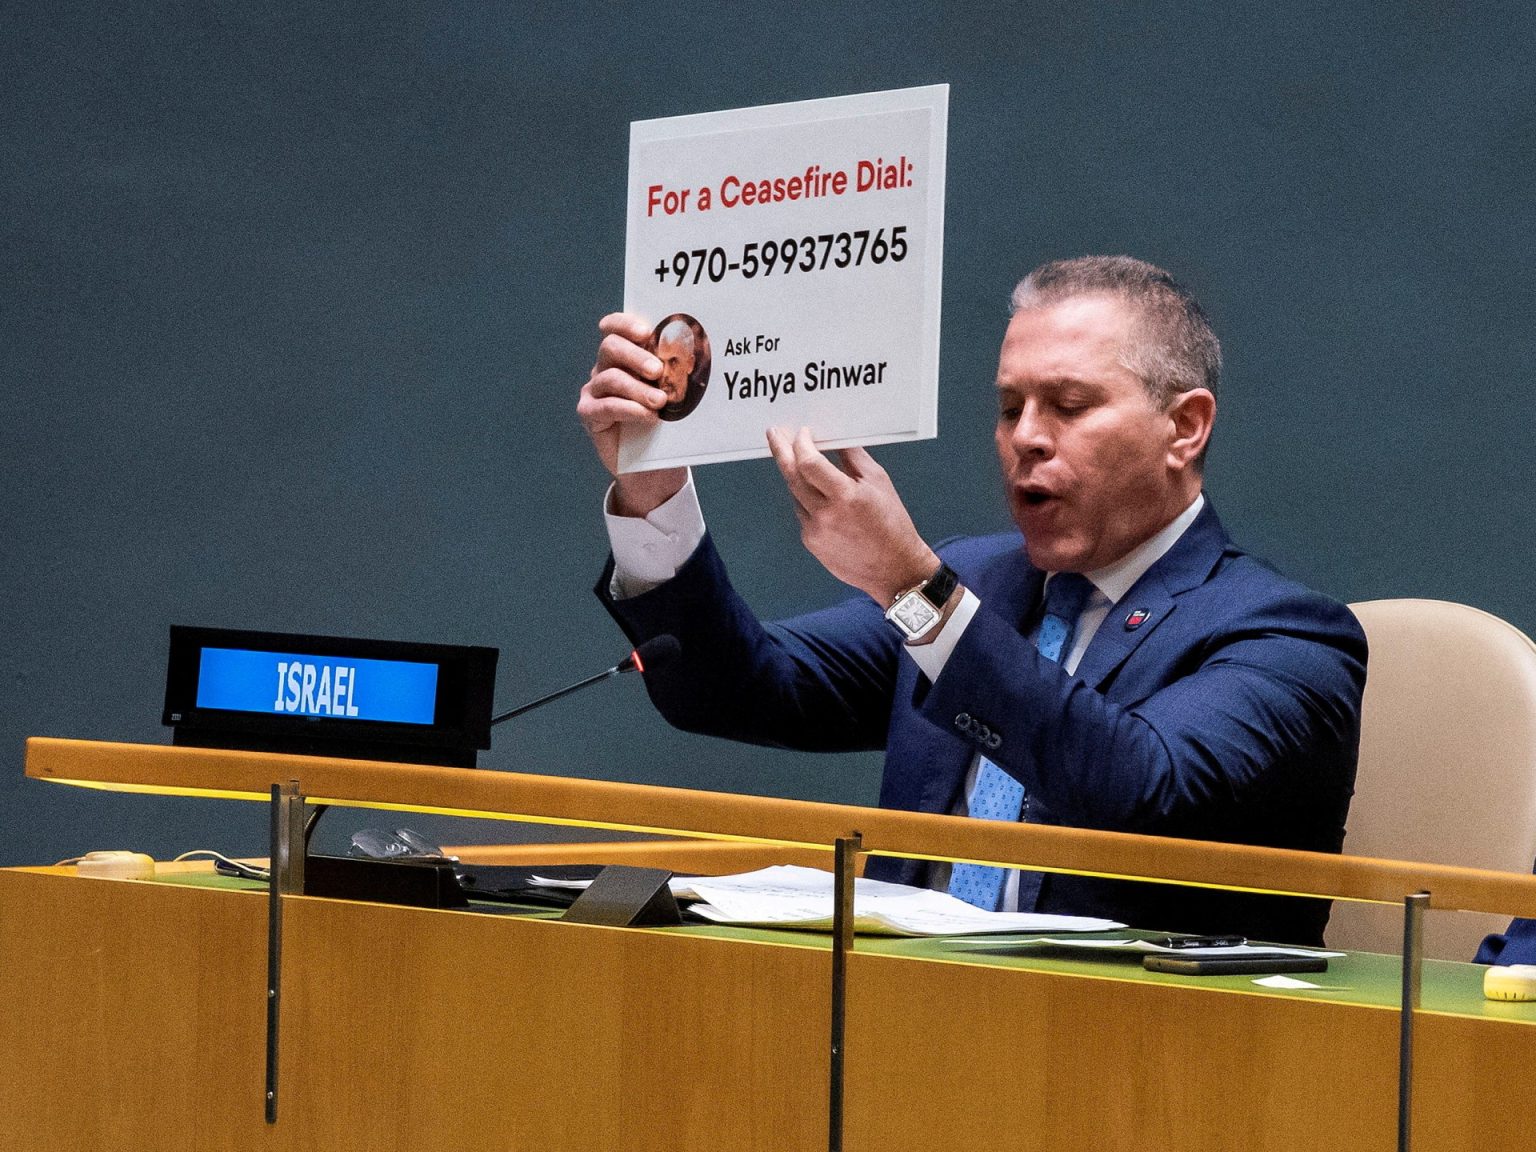 For a Ceasefire Dial:
+970-599373765
Ask For
Yahya Sinwar
ISRAEL